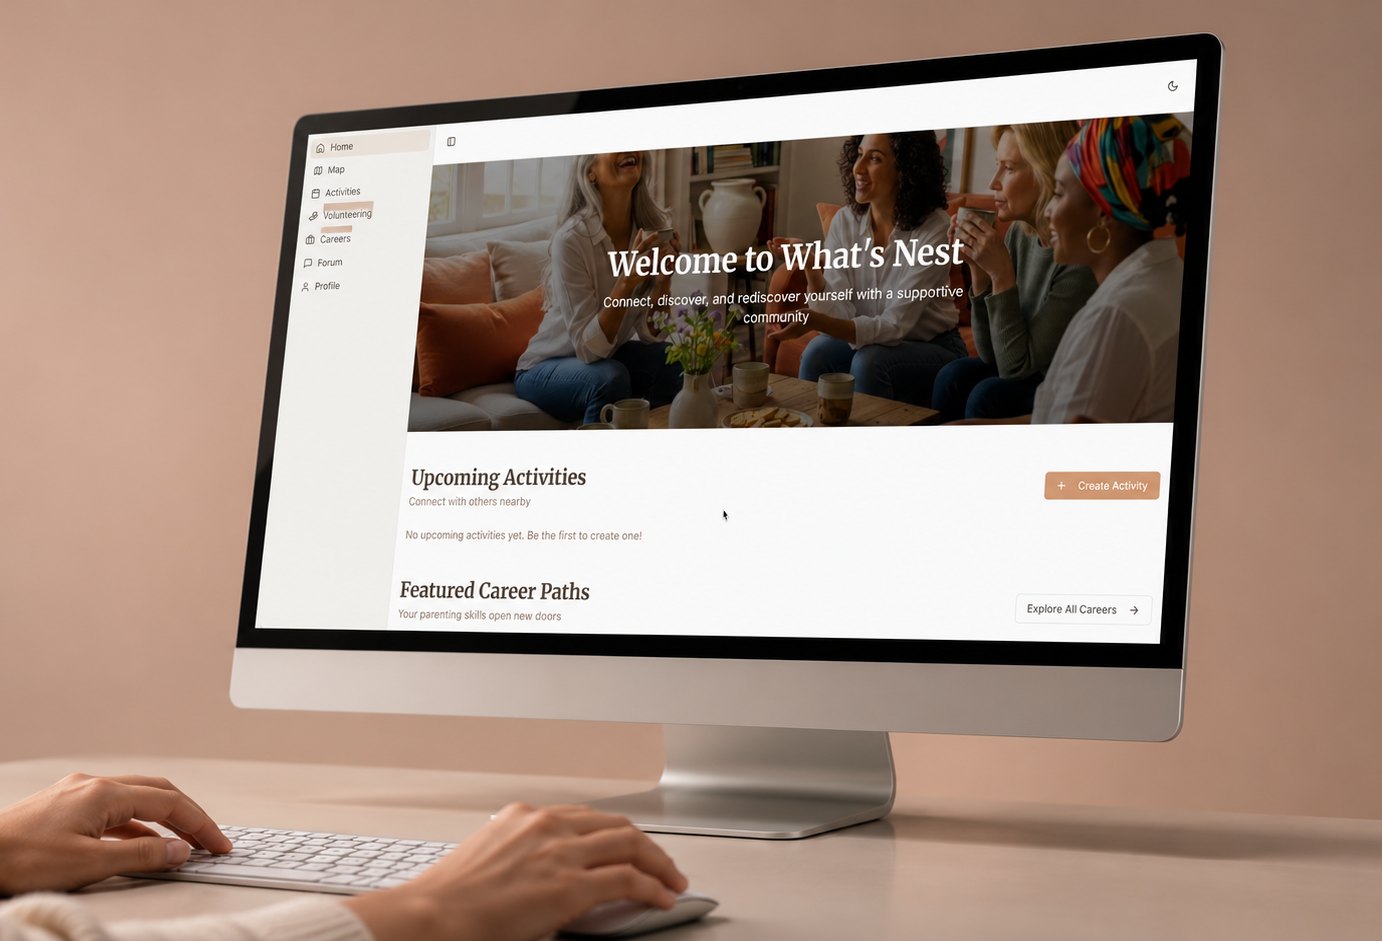 Home
Map
Activities
Volunteering
Careers
Forum
Profile
Welcome to What's Nest
Connect, discover, and rediscover yourself with a supportive
community
Upcoming Activities
Connect with others nearby
+ Create Activity
No upcoming activities yet. Be the first to create one!
Featured Career Paths
Your parenting skills open new doors
Explore All Careers →